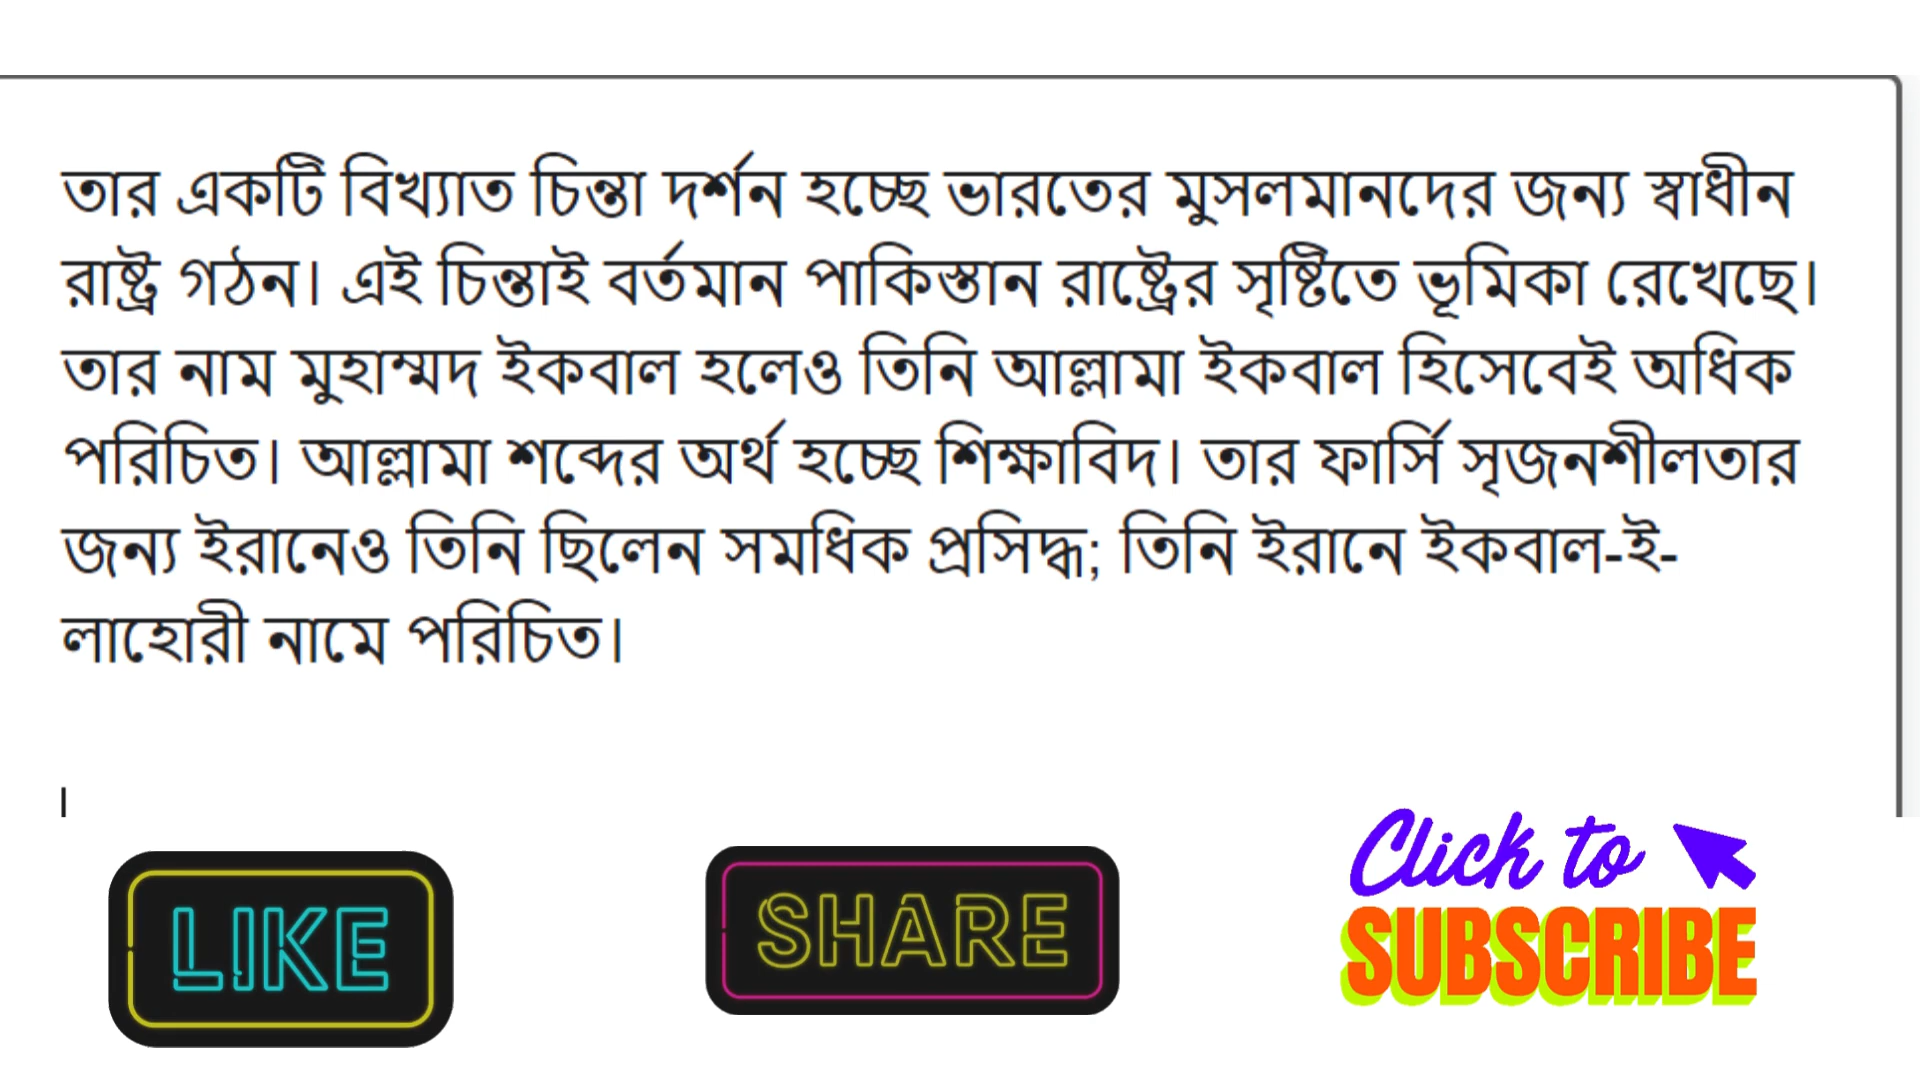 তার একটি বিখ্যাত চিন্তা দর্শন হচ্ছে ভারতের মুসলমানদের জন্য স্বাধীন
রাষ্ট্র গঠন। এই চিন্তাই বর্তমান পাকিস্তান রাষ্ট্রের সৃষ্টিতে ভূমিকা রেখেছে।
তার নাম মুহাম্মদ ইকবাল হলেও তিনি আল্লামা ইকবাল হিসেবেই অধিক
পরিচিত। আল্লামা শব্দের অর্থ হচ্ছে শিক্ষাবিদ। তার ফার্সি সৃজনশীলতার
জন্য ইরানেও তিনি ছিলেন সমধিক প্রসিদ্ধ; তিনি ইরানে ইকবাল-ই-
লাহোরী নামে পরিচিত।
LIKE
SHARE
Click to
SUBSCRIBE